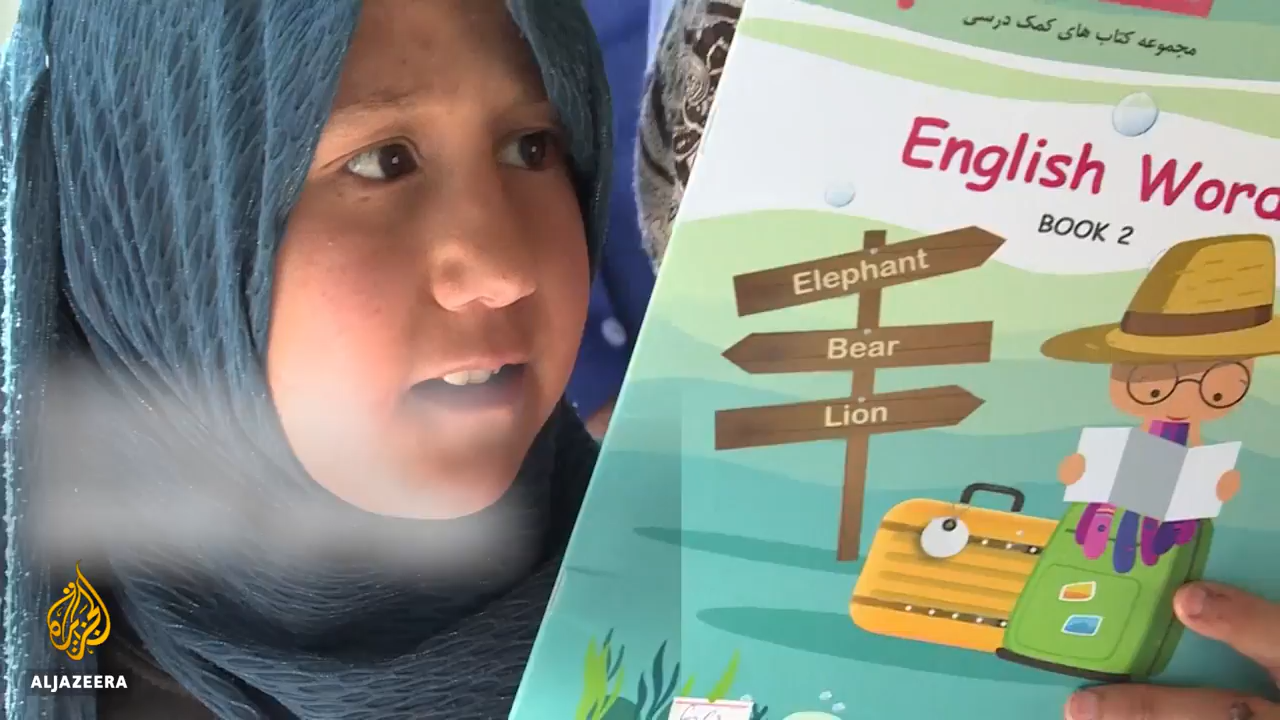 مجموعه کتاب های کمک درسی
English Word
BOOK 2
Elephant
Bear
Lion
ALJAZEERA